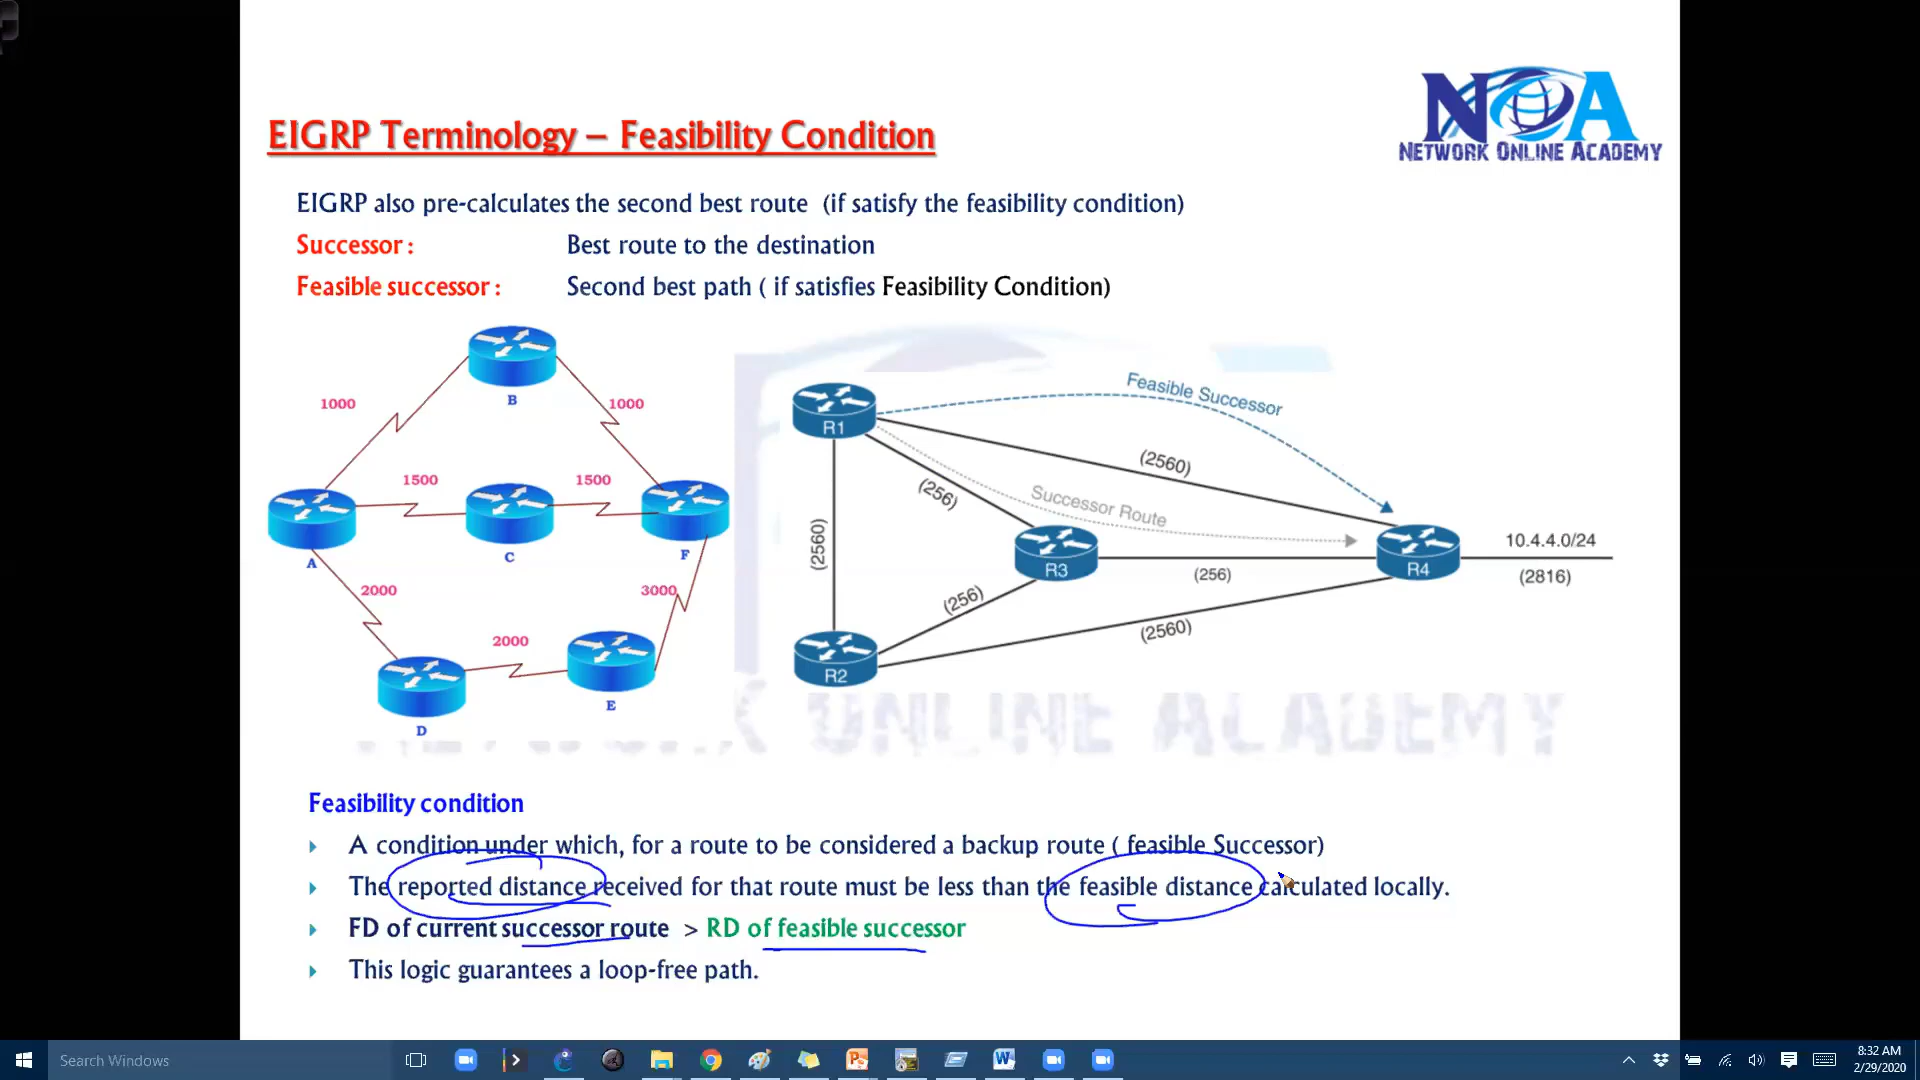 NOA
NETWORK ONLINE ACADEMY
EIGRP Terminology – Feasibility Condition
EIGRP also pre-calculates the second best route (if satisfy the feasibility condition)
Successor : Best route to the destination
Feasible successor : Second best path ( if satisfies Feasibility Condition)
B
1000
1000
1500
1500
A
C
F
2000
3000
2000
D
E
Feasible Successor
R1
(2560)
(256)
Successor Route
(2560)
R3
(256)
R4
10.4.4.0/24
(2816)
(256)
(2560)
R2
K ONLINE ACADEMY
Feasibility condition
A condition under which, for a route to be considered a backup route ( feasible Successor)
The reported distance received for that route must be less than the feasible distance calculated locally.
FD of current successor route > RD of feasible successor
This logic guarantees a loop-free path.
Search Windows
8:32 AM
2/29/2020